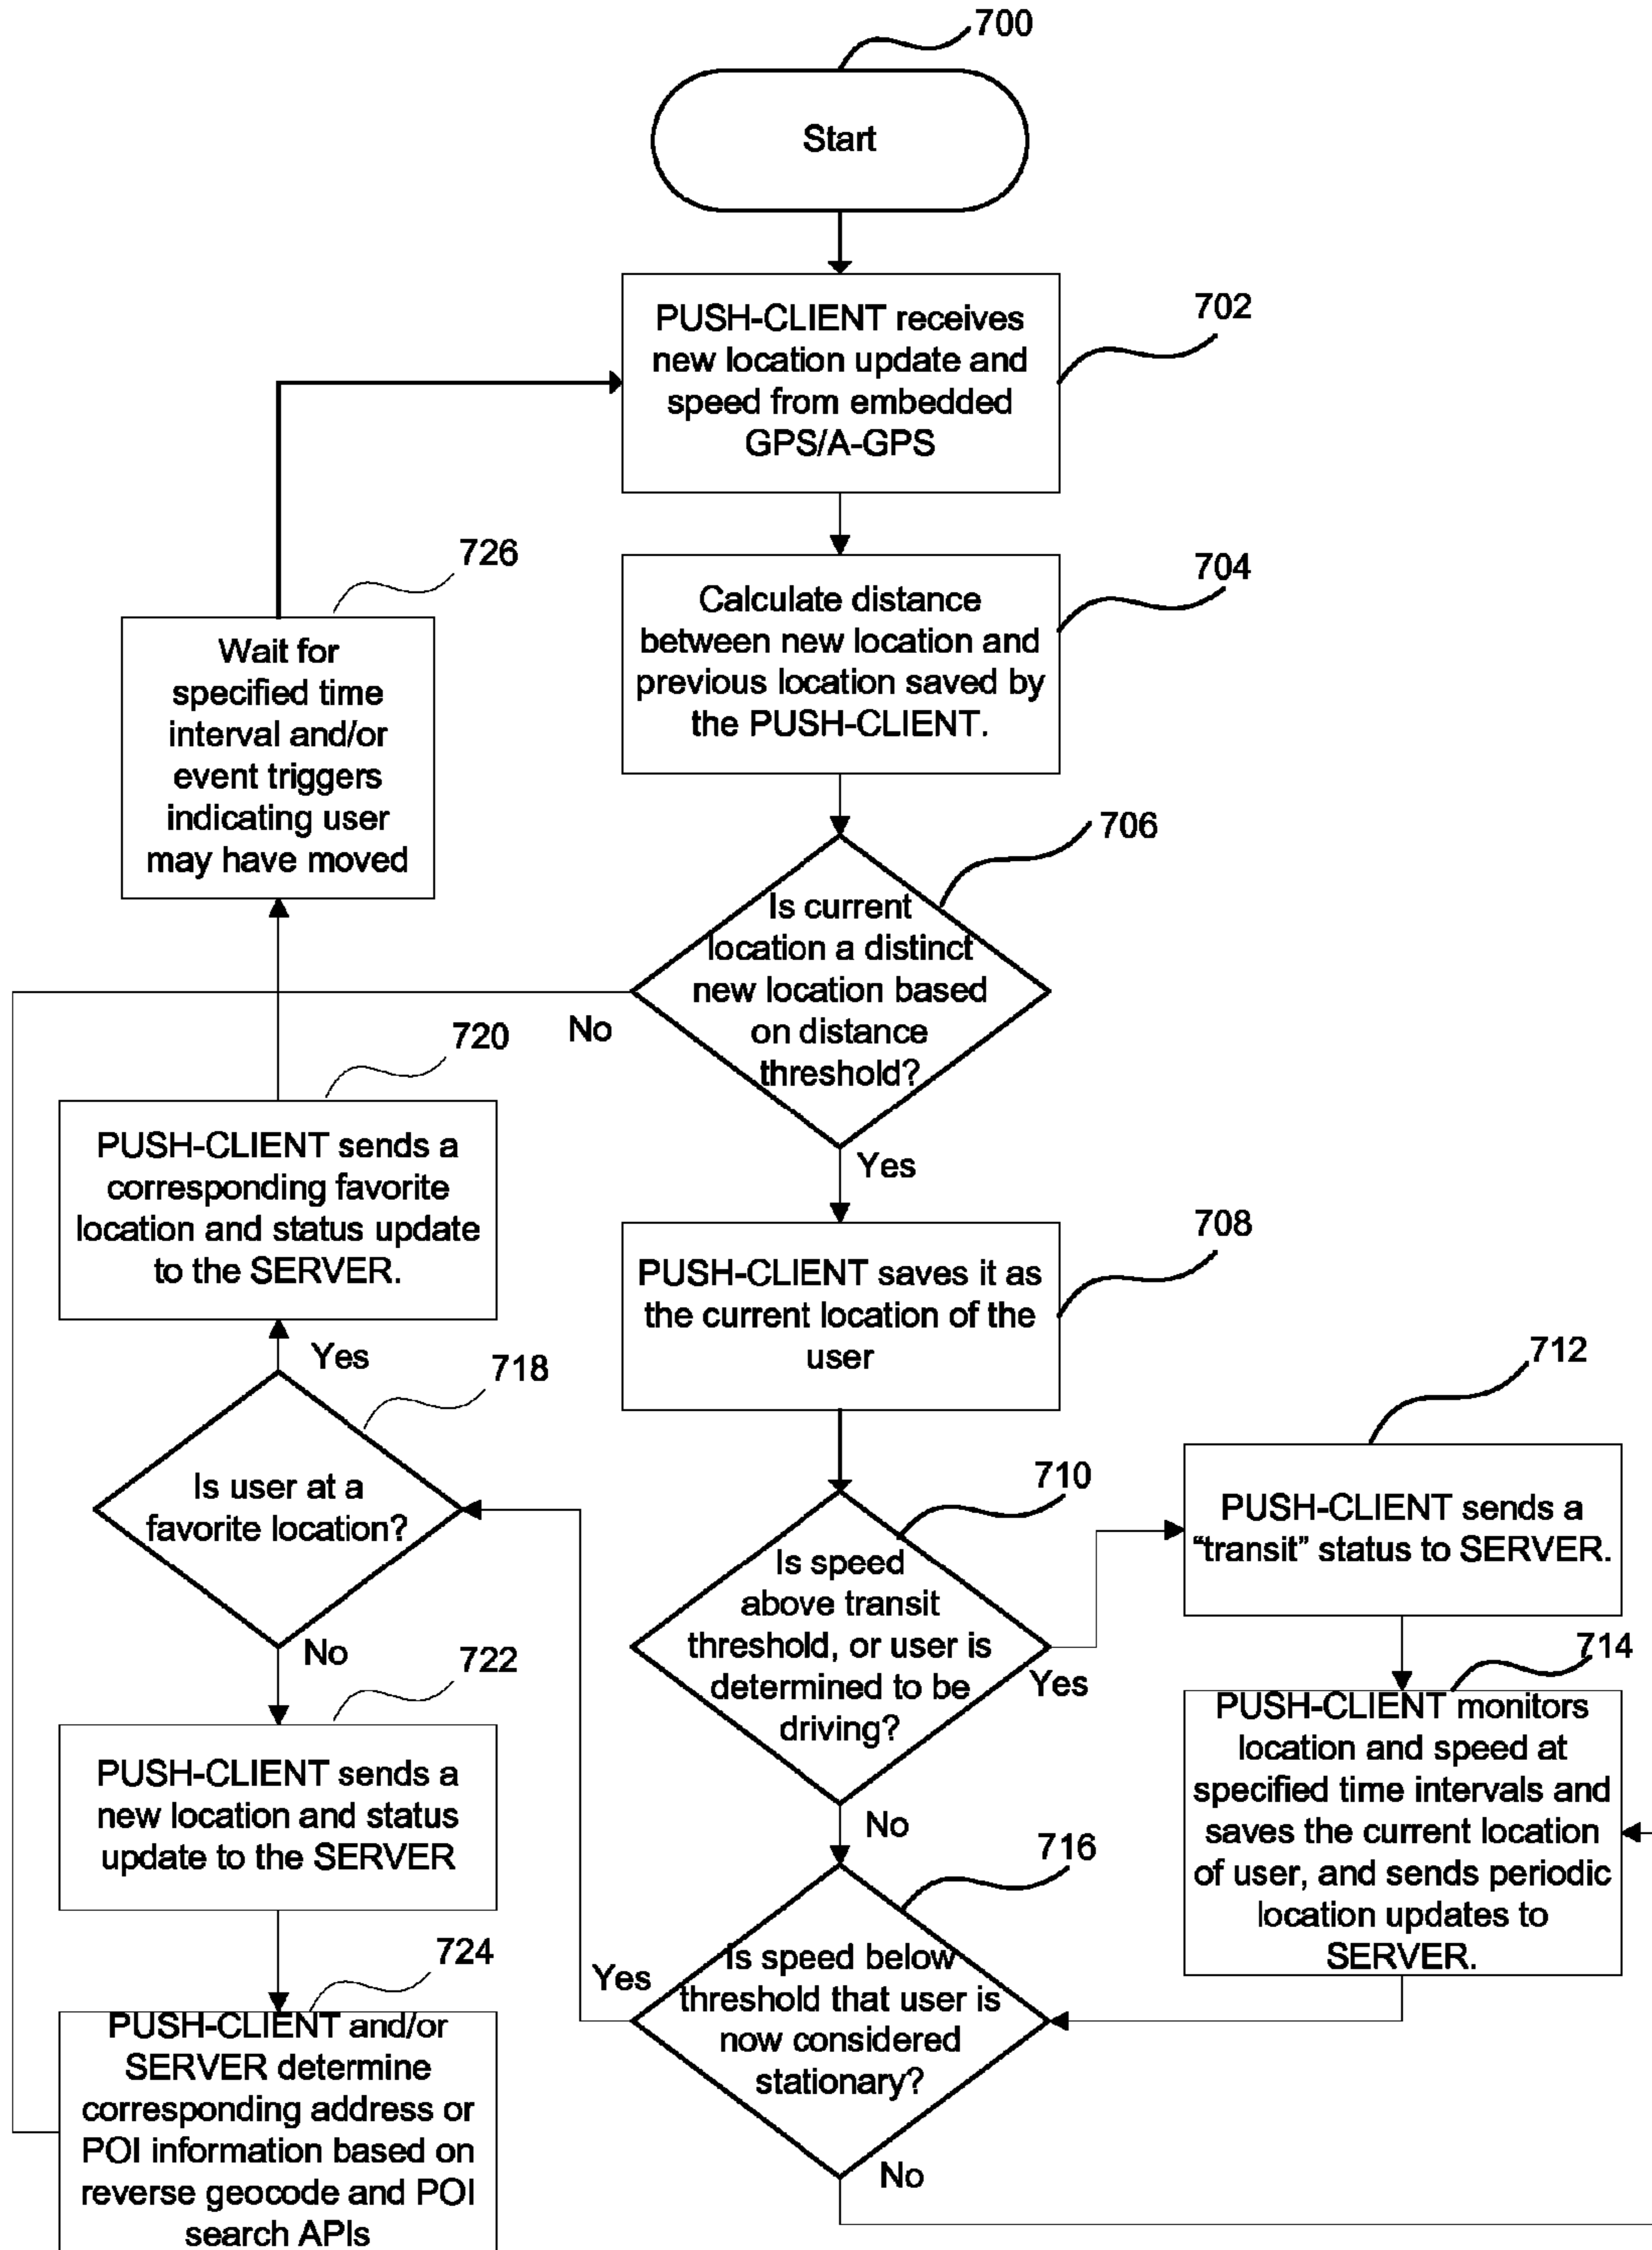 700
Start
702
PUSH-CLIENT receives
new location update and
speed from embedded
GPS/A-GPS
726
Wait for
specified time
interval and/or
event triggers
indicating user
may have moved
704
Calculate distance
between new location and
previous location saved by
the PUSH-CLIENT.
706
Is current
location a distinct
new location based
on distance
threshold?
No
Yes
720
PUSH-CLIENT sends a
corresponding favorite
location and status update
to the SERVER.
708
PUSH-CLIENT saves it as
the current location of the
user
Yes
718
Is user at a
favorite location?
No
712
PUSH-CLIENT sends a
“transit” status to SERVER.
710
Is speed
above transit
threshold, or user is
determined to be
driving?
Yes
No
714
PUSH-CLIENT monitors
location and speed at
specified time intervals and
saves the current location
of user, and sends periodic
location updates to
SERVER.
722
PUSH-CLIENT sends a
new location and status
update to the SERVER
716
Is speed below
threshold that user is
now considered
stationary?
Yes
No
724
PUSH-CLIENT and/or
SERVER determine
corresponding address or
POI information based on
reverse geocode and POI
search APIs